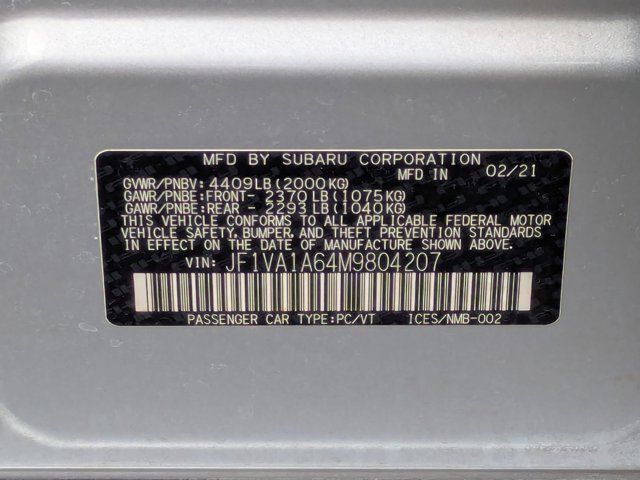 MFD BY SUBARU CORPORATION
MFD IN 02/21
GVWR/PNBV: 4409LB(2000KG)
GAWR/PNBE:FRONT- 2370LB(1075KG)
GAWR/PNBE:REAR - 2293LB(1040KG)
THIS VEHICLE CONFORMS TO ALL APPLICABLE FEDERAL MOTOR
VEHICLE SAFETY, BUMPER, AND THEFT PREVENTION STANDARDS
IN EFFECT ON THE DATE OF MANUFACTURE SHOWN ABOVE.
VIN: JF1VA1A64M9804207
PASSENGER CAR TYPE:PC/VT ICES/NMB-002